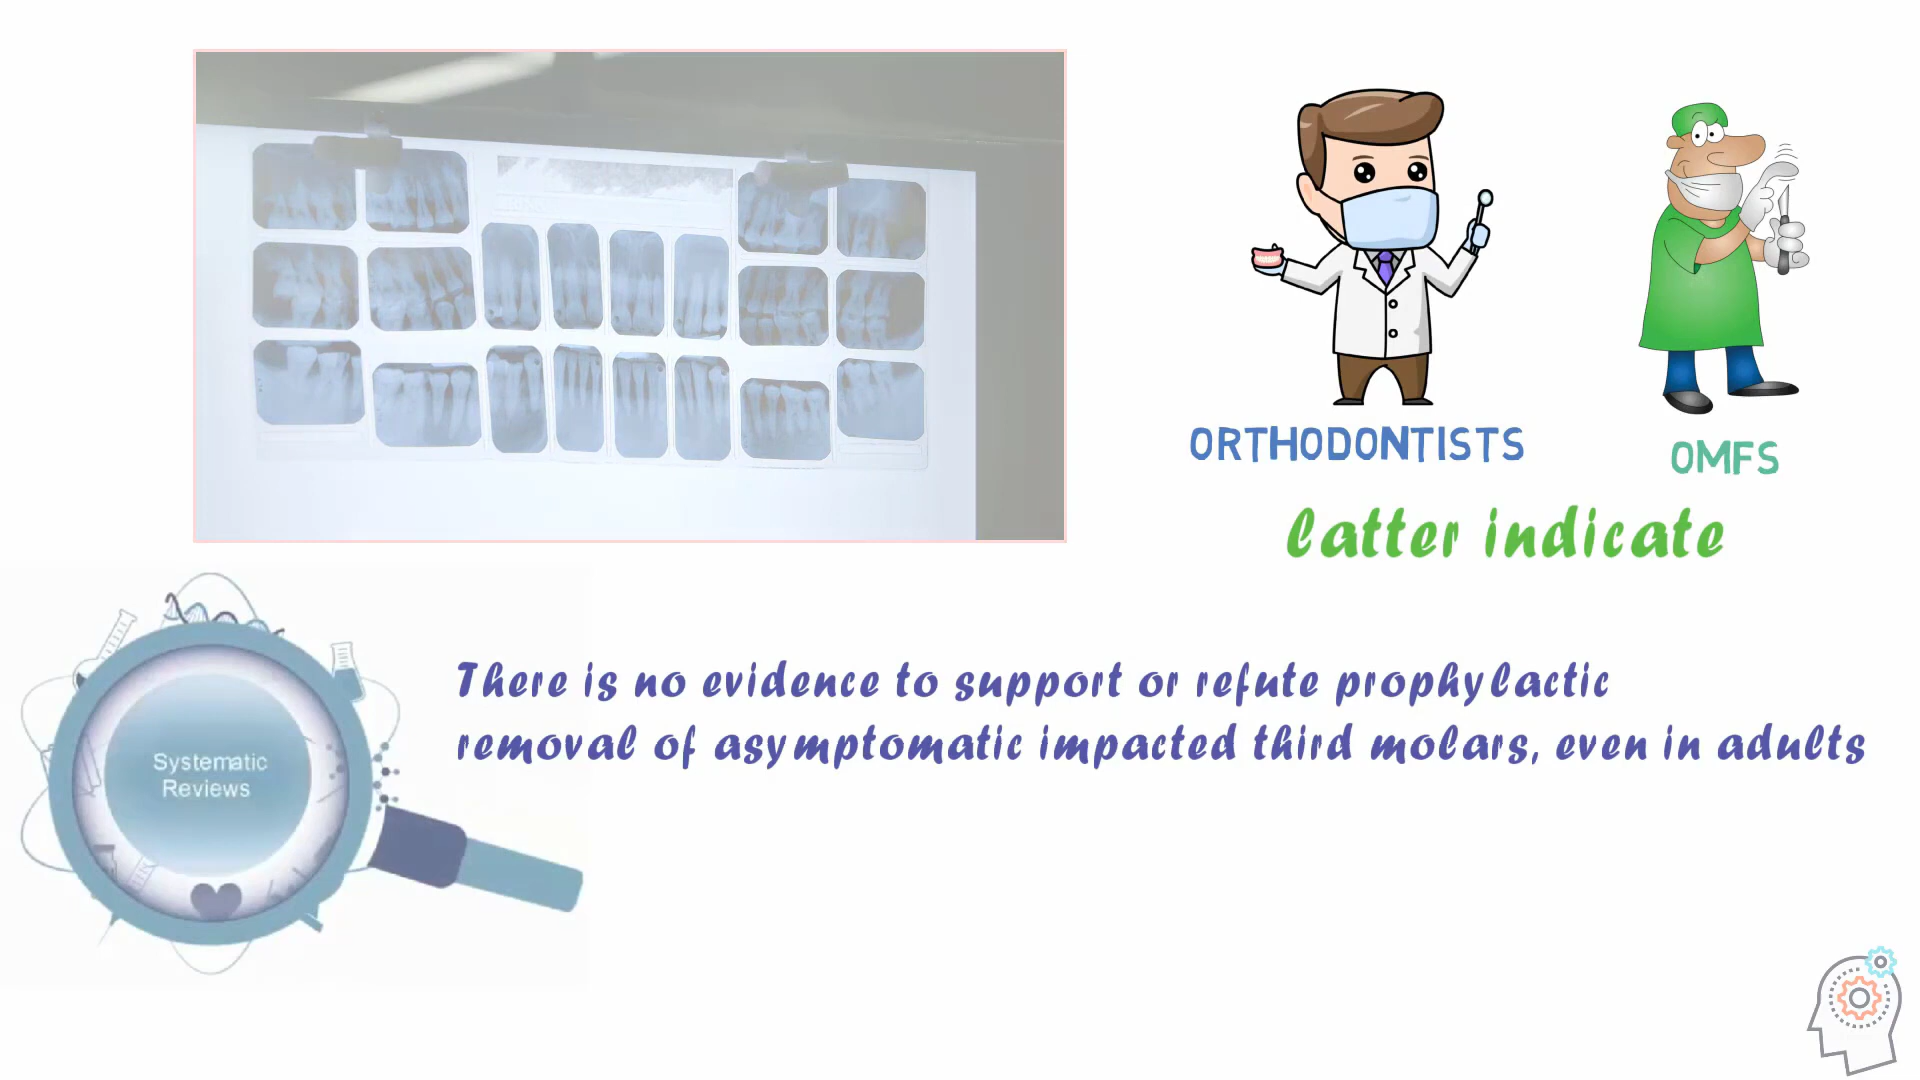 ORTHODONTISTS
OMFS
latter indicate
There is no evidence to support or refute prophylactic
removal of asymptomatic impacted third molars, even in adults
Systematic
Reviews